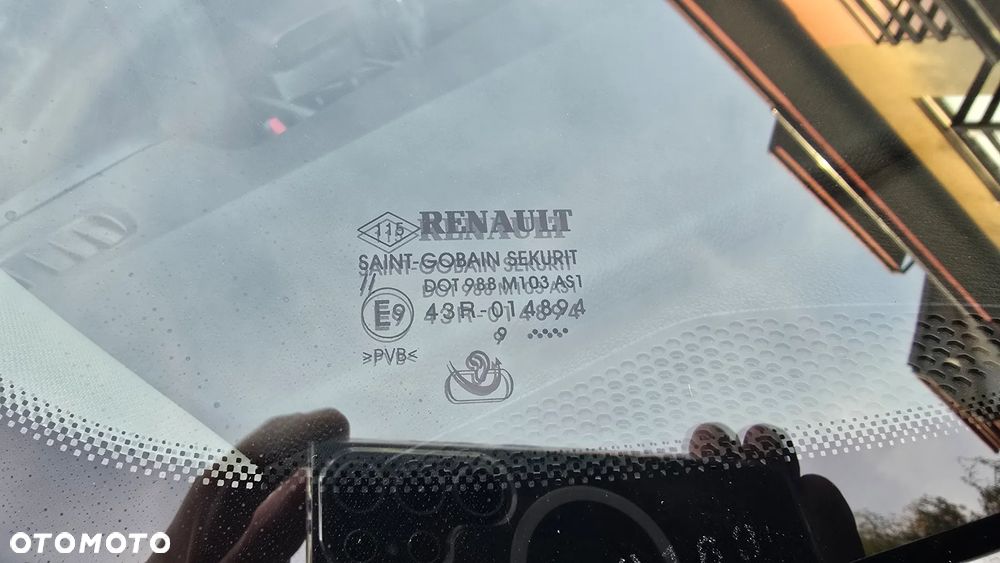 115 RENAULT
SAINT-GOBAIN SEKURIT
// DOT 988 M103 AS1
E9 43R-014894
9 .....
>PVB<
OTOMOTO